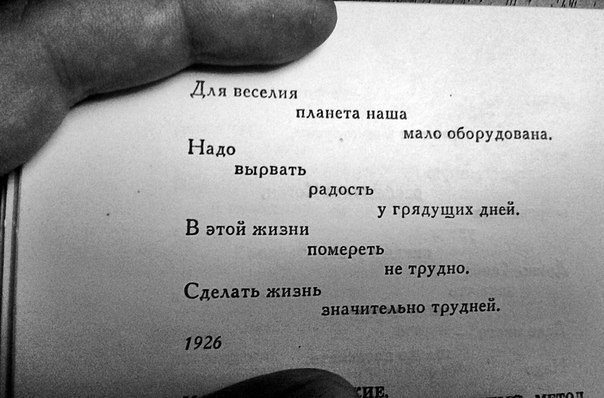 Для веселия
планета наша
мало оборудована.
Надо
вырвать
радость
у грядущих дней.
В этой жизни
помереть
не трудно.
Сделать жизнь
значительно трудней.
1926